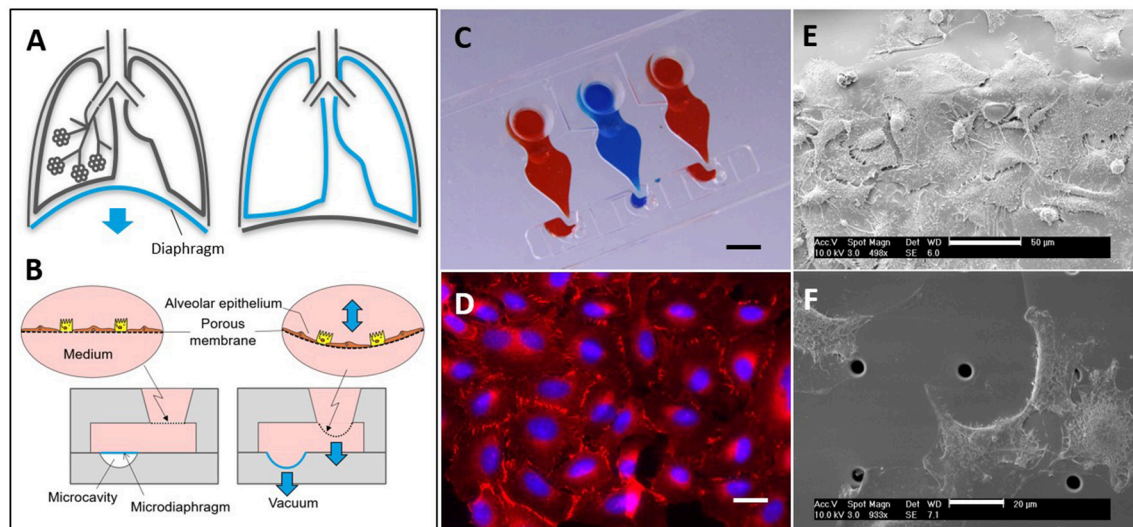 A
Diaphragm
B
Alveolar epithelium
Porous
membrane
Medium
Microcavity
Microdiaphragm
Vacuum
C
D
E
Acc.V Spot Magn Det WD
10.0 kV 3.0 498x SE 6.0
50 µm
F
Acc.V Spot Magn Det WD
10.0 kV 3.0 933x SE 7.1
20 µm